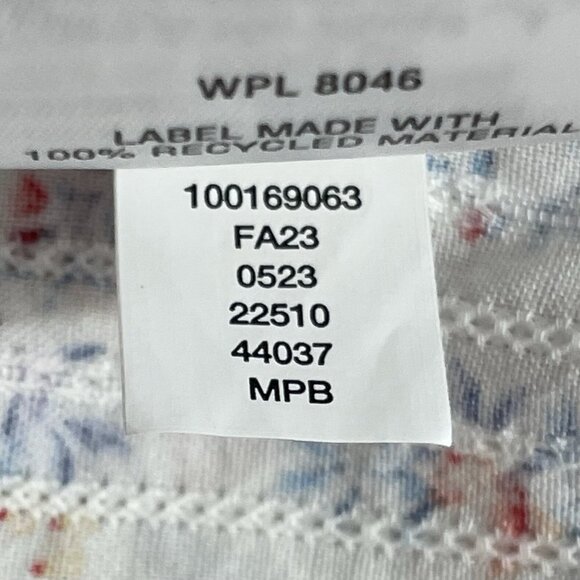 WPL 8046
LABEL MADE WITH
100% RECYCLED MATERIAL
100169063
FA23
0523
22510
44037
MPB